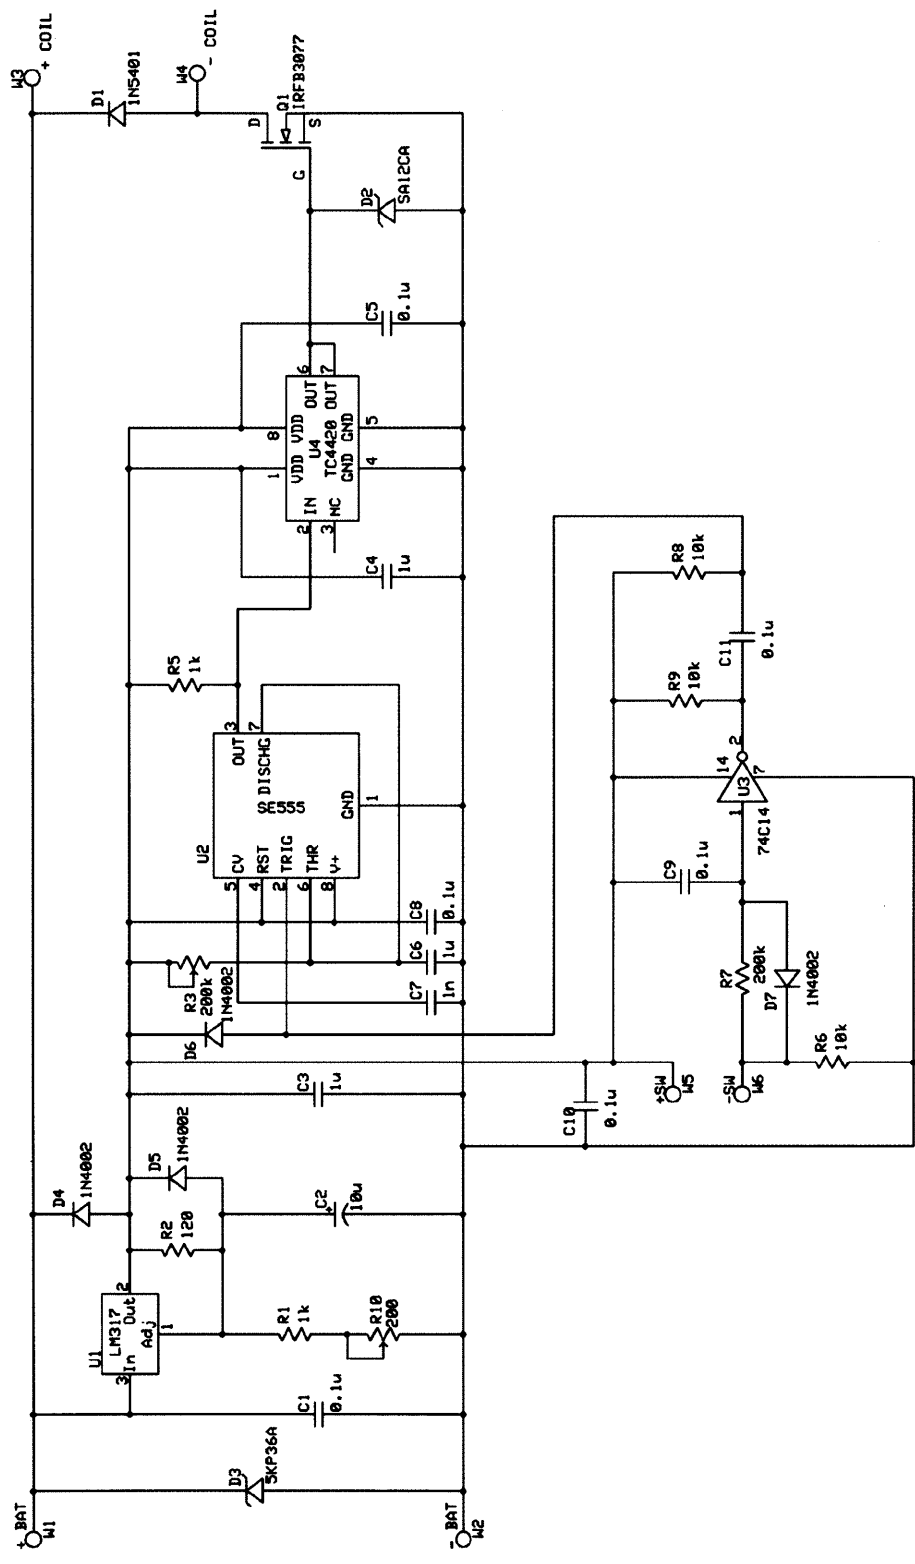 + BAT
W1
- BAT
W2
D3
5KP36A
C1
0.1u
U1
LM317
3
In
Out
2
Adj
1
R1
1k
R10
200
R2
120
D4
1N4002
D5
1N4002
C2
+
10u
C3
1u
D6
1N4002
R3
200k
C7
1n
C6
1u
C8
0.1u
U2
SE555
5
CV
4
RST
2
TRIG
6
THR
8
V+
OUT
3
DISCHG
7
GND
1
R5
1k
C4
1u
U4
TC4420
2
IN
3
NC
1
VDD
8
VDD
GND
4
GND
5
OUT
6
OUT
7
C5
0.1u
D2
SA12CA
G
D
S
Q1
IRFB3077
D1
1N5401
W3
+ COIL
W4
- COIL
C10
0.1u
+SW
W5
-SW
W6
R6
10k
R7
200k
D7
1N4002
C9
0.1u
1
U3
74C14
14
7
2
R9
10k
C11
0.1u
R8
10k